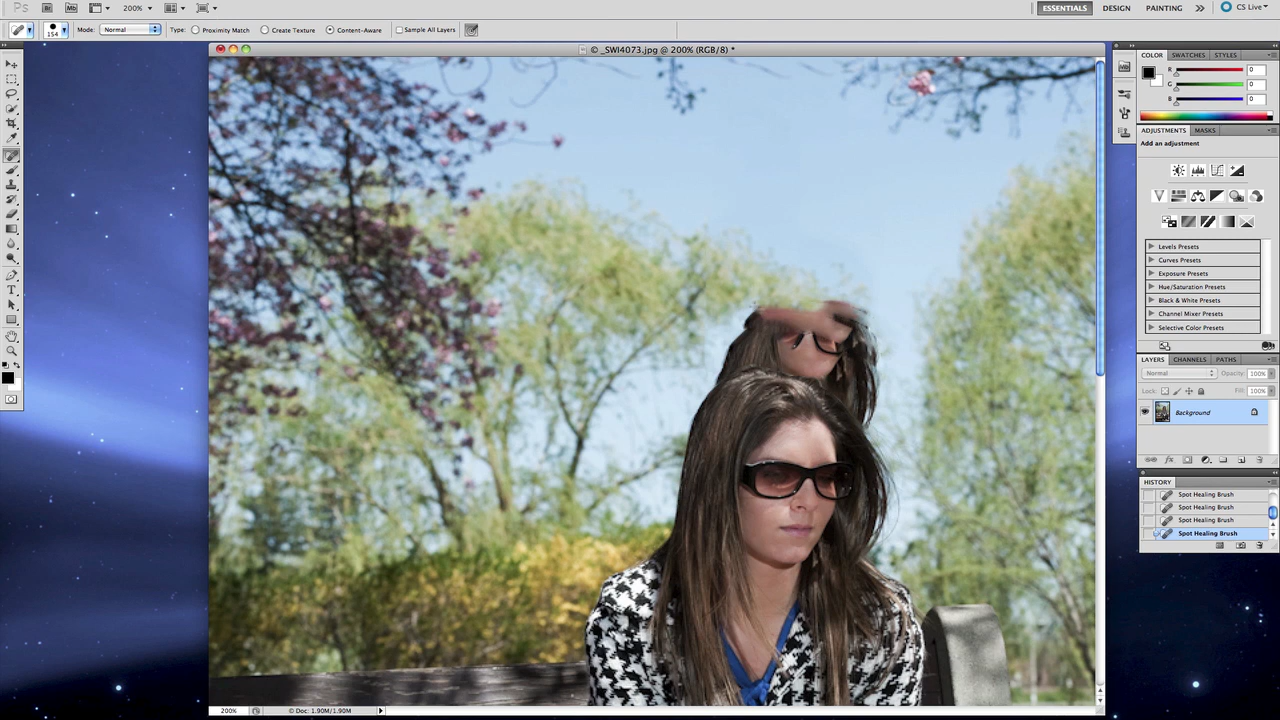 Ps Br Mb 200% ESSENTIALS DESIGN PAINTING >> CS Live
154 Mode: Normal Type: Proximity Match Create Texture Content-Aware Sample All Layers
© _SWI4073.jpg @ 200% (RGB/8) *
COLOR SWATCHES STYLES
R 0
G 0
B 0
ADJUSTMENTS MASKS
Add an adjustment
Levels Presets
Curves Presets
Exposure Presets
Hue/Saturation Presets
Black & White Presets
Channel Mixer Presets
Selective Color Presets
LAYERS CHANNELS PATHS
Normal Opacity: 100%
Lock: Fill: 100%
Background
HISTORY
Spot Healing Brush
Spot Healing Brush
Spot Healing Brush
Spot Healing Brush
200% © Doc: 1.90M/1.90M